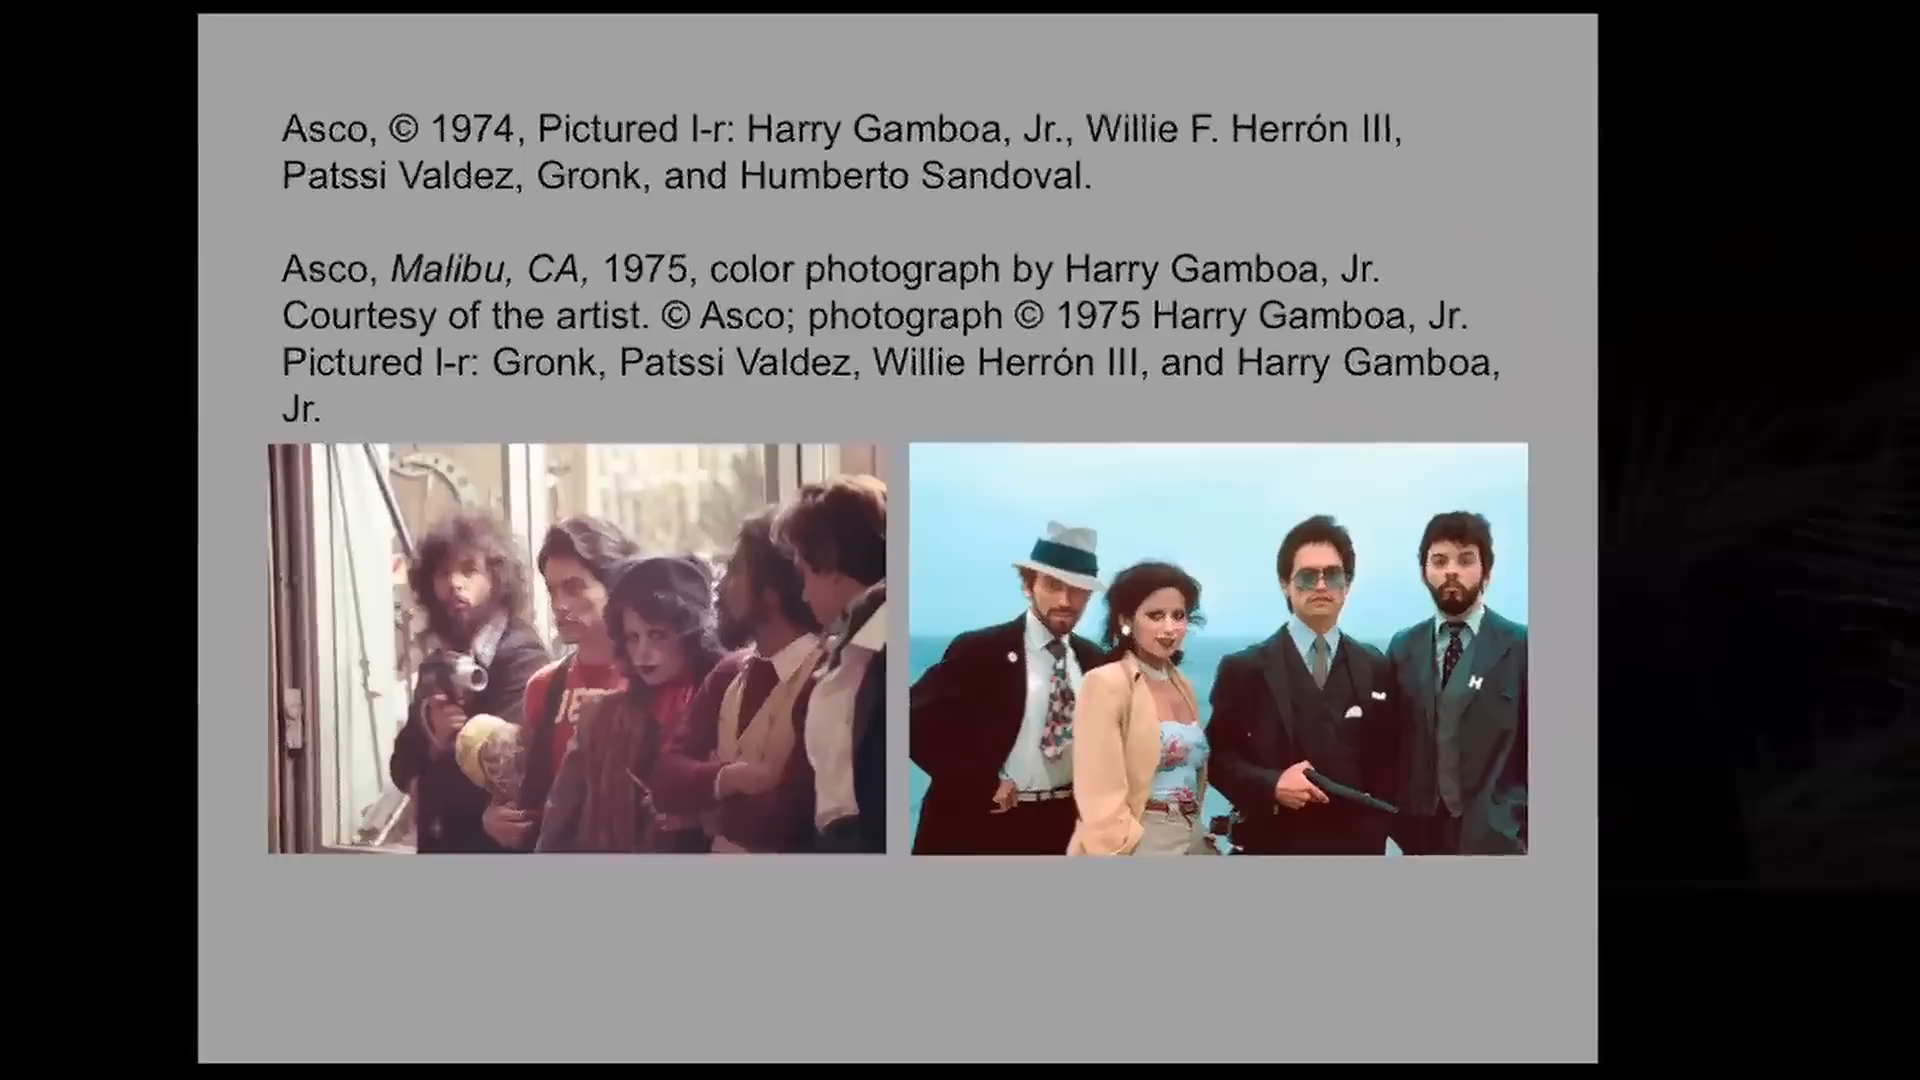 Asco, © 1974, Pictured l-r: Harry Gamboa, Jr., Willie F. Herrón III,
Patssi Valdez, Gronk, and Humberto Sandoval.
Asco, Malibu, CA, 1975, color photograph by Harry Gamboa, Jr.
Courtesy of the artist. © Asco; photograph © 1975 Harry Gamboa, Jr.
Pictured l-r: Gronk, Patssi Valdez, Willie Herrón III, and Harry Gamboa,
Jr.
H